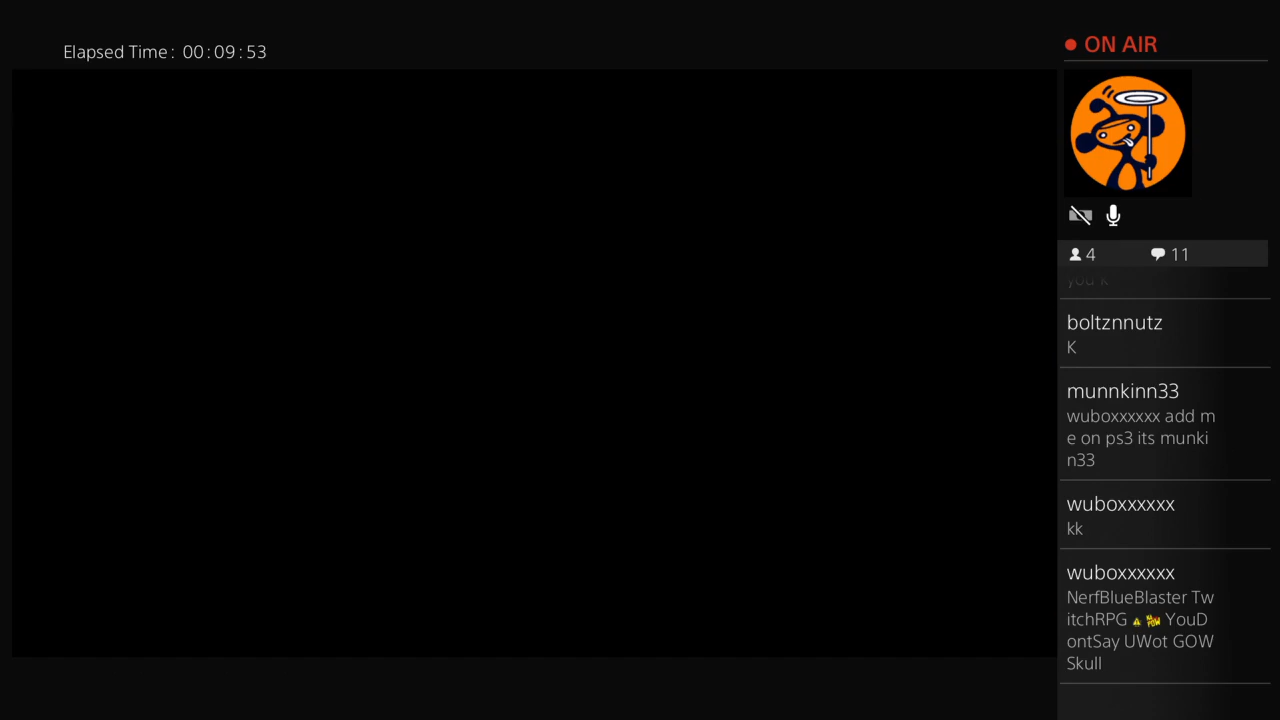 Elapsed Time: 00:09:53
ON AIR
4 11
you K
boltznnutz
K
munnkinn33
wuboxxxxxx add m
e on ps3 its munki
n33
wuboxxxxxx
kk
wuboxxxxxx
NerfBlueBlaster Tw
itchRPG YouD
ontSay UWot GOW
Skull